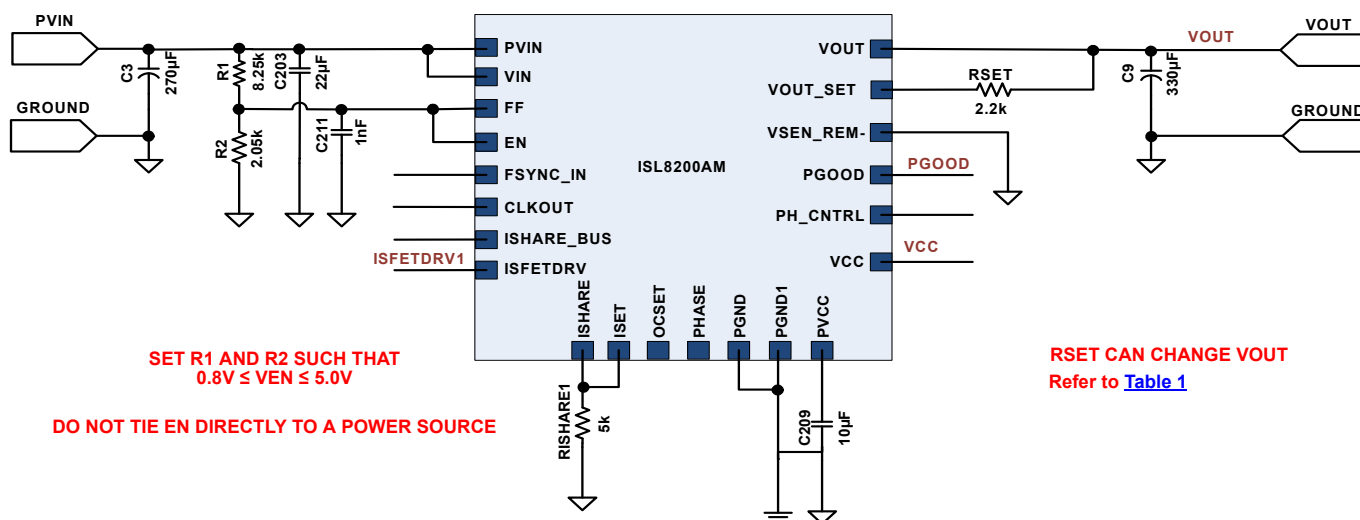 PVIN
GROUND
C3
270µF
R1
8.25k
C203
22µF
R2
2.05k
C211
1nF
PVIN
VIN
FF
EN
FSYNC_IN
CLKOUT
ISHARE_BUS
ISFETDRV1
ISFETDRV
ISL8200AM
VOUT
VOUT_SET
VSEN_REM-
PGOOD
PH_CNTRL
VCC
PGOOD
VCC
RSET
2.2k
VOUT
C9
330µF
VOUT
GROUND
ISHARE
ISET
OCSET
PHASE
PGND
PGND1
PVCC
RISHARE1
5k
C209
10µF
SET R1 AND R2 SUCH THAT
0.8V ≤ VEN ≤ 5.0V
DO NOT TIE EN DIRECTLY TO A POWER SOURCE
RSET CAN CHANGE VOUT
Refer to Table 1